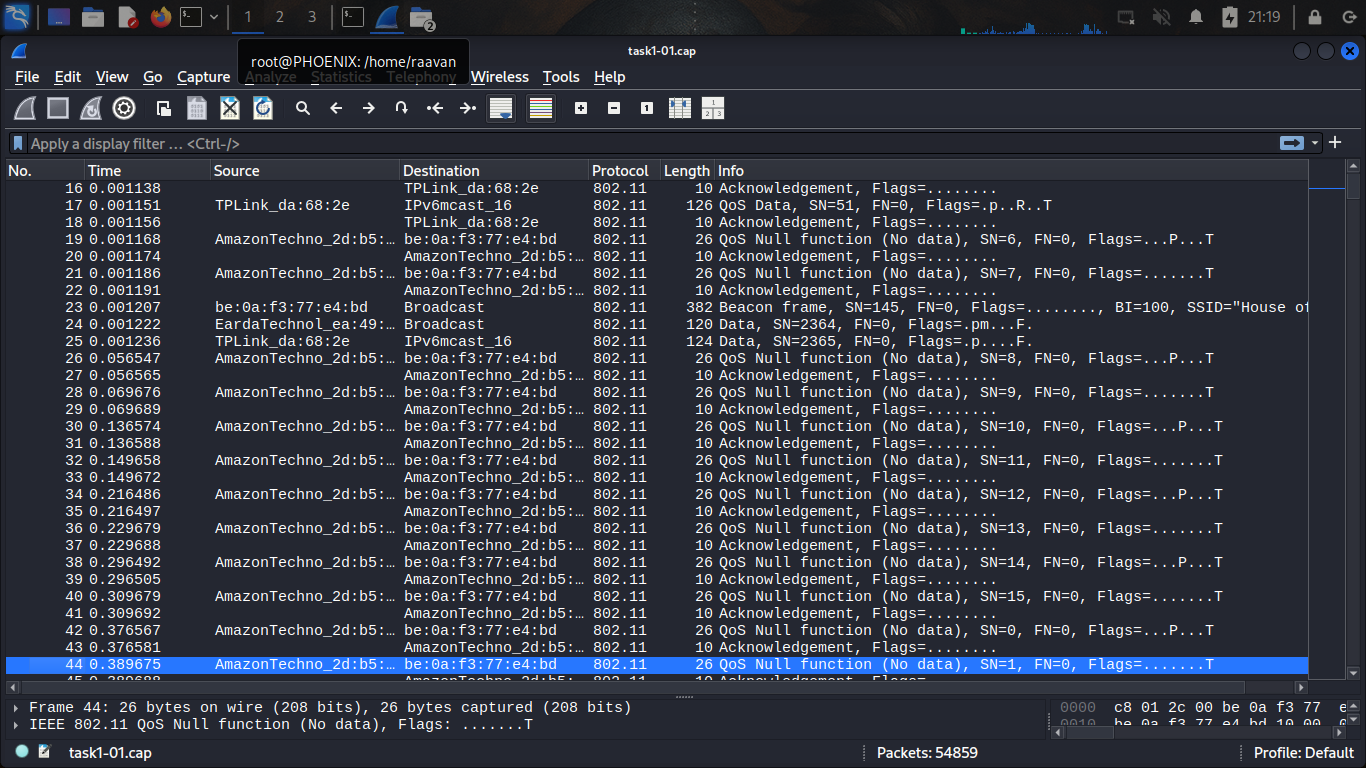 1 2 3 2 21:19
task1-01.cap
root@PHOENIX: /home/raavan
File Edit View Go Capture Analyze Statistics Telephony Wireless Tools Help
Apply a display filter … <Ctrl-/>
No. Time Source Destination Protocol Length Info
16 0.001138 TPLink_da:68:2e 802.11 10 Acknowledgement, Flags=........
17 0.001151 TPLink_da:68:2e IPv6mcast_16 802.11 126 QoS Data, SN=51, FN=0, Flags=.p..R..T
18 0.001156 TPLink_da:68:2e 802.11 10 Acknowledgement, Flags=........
19 0.001168 AmazonTechno_2d:b5:… be:0a:f3:77:e4:bd 802.11 26 QoS Null function (No data), SN=6, FN=0, Flags=...P...T
20 0.001174 AmazonTechno_2d:b5:… 802.11 10 Acknowledgement, Flags=........
21 0.001186 AmazonTechno_2d:b5:… be:0a:f3:77:e4:bd 802.11 26 QoS Null function (No data), SN=7, FN=0, Flags=.......T
22 0.001191 AmazonTechno_2d:b5:… 802.11 10 Acknowledgement, Flags=........
23 0.001207 be:0a:f3:77:e4:bd Broadcast 802.11 382 Beacon frame, SN=145, FN=0, Flags=........, BI=100, SSID="House of
24 0.001222 EardaTechnol_ea:49:… Broadcast 802.11 120 Data, SN=2364, FN=0, Flags=.pm...F.
25 0.001236 TPLink_da:68:2e IPv6mcast_16 802.11 124 Data, SN=2365, FN=0, Flags=.p....F.
26 0.056547 AmazonTechno_2d:b5:… be:0a:f3:77:e4:bd 802.11 26 QoS Null function (No data), SN=8, FN=0, Flags=...P...T
27 0.056565 AmazonTechno_2d:b5:… 802.11 10 Acknowledgement, Flags=........
28 0.069676 AmazonTechno_2d:b5:… be:0a:f3:77:e4:bd 802.11 26 QoS Null function (No data), SN=9, FN=0, Flags=.......T
29 0.069689 AmazonTechno_2d:b5:… 802.11 10 Acknowledgement, Flags=........
30 0.136574 AmazonTechno_2d:b5:… be:0a:f3:77:e4:bd 802.11 26 QoS Null function (No data), SN=10, FN=0, Flags=...P...T
31 0.136588 AmazonTechno_2d:b5:… 802.11 10 Acknowledgement, Flags=........
32 0.149658 AmazonTechno_2d:b5:… be:0a:f3:77:e4:bd 802.11 26 QoS Null function (No data), SN=11, FN=0, Flags=.......T
33 0.149672 AmazonTechno_2d:b5:… 802.11 10 Acknowledgement, Flags=........
34 0.216486 AmazonTechno_2d:b5:… be:0a:f3:77:e4:bd 802.11 26 QoS Null function (No data), SN=12, FN=0, Flags=...P...T
35 0.216497 AmazonTechno_2d:b5:… 802.11 10 Acknowledgement, Flags=........
36 0.229679 AmazonTechno_2d:b5:… be:0a:f3:77:e4:bd 802.11 26 QoS Null function (No data), SN=13, FN=0, Flags=.......T
37 0.229688 AmazonTechno_2d:b5:… 802.11 10 Acknowledgement, Flags=........
38 0.296492 AmazonTechno_2d:b5:… be:0a:f3:77:e4:bd 802.11 26 QoS Null function (No data), SN=14, FN=0, Flags=...P...T
39 0.296505 AmazonTechno_2d:b5:… 802.11 10 Acknowledgement, Flags=........
40 0.309679 AmazonTechno_2d:b5:… be:0a:f3:77:e4:bd 802.11 26 QoS Null function (No data), SN=15, FN=0, Flags=.......T
41 0.309692 AmazonTechno_2d:b5:… 802.11 10 Acknowledgement, Flags=........
42 0.376567 AmazonTechno_2d:b5:… be:0a:f3:77:e4:bd 802.11 26 QoS Null function (No data), SN=0, FN=0, Flags=...P...T
43 0.376581 AmazonTechno_2d:b5:… 802.11 10 Acknowledgement, Flags=........
44 0.389675 AmazonTechno_2d:b5:… be:0a:f3:77:e4:bd 802.11 26 QoS Null function (No data), SN=1, FN=0, Flags=.......T
Frame 44: 26 bytes on wire (208 bits), 26 bytes captured (208 bits) 0000 c8 01 2c 00 be 0a f3 77
IEEE 802.11 QoS Null function (No data), Flags: .......T 0010 be 0a f3 77 e4 bd 10 00
task1-01.cap Packets: 54859 Profile: Default